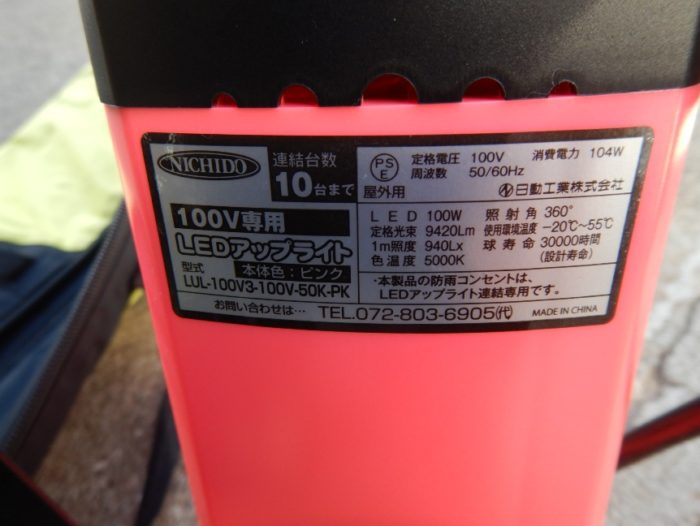 NICHIDO
連結台数
10台まで
100V専用
LEDアップライト
本体色：ピンク
型式
LUL-100V3-100V-50K-PK
PS
E
屋外用
定格電圧 100V 消費電力 104W
周波数 50/60Hz
日動工業株式会社
LED 100W 照射角 360°
定格光束 9420Lm 使用環境温度 -20℃~55℃
1m照度 940Lx 球寿命 30000時間
色温度 5000K (設計寿命)
・本製品の防雨コンセントは、
LEDアップライト連結専用です。
お問い合わせは… TEL.072-803-6905㈹ MADE IN CHINA